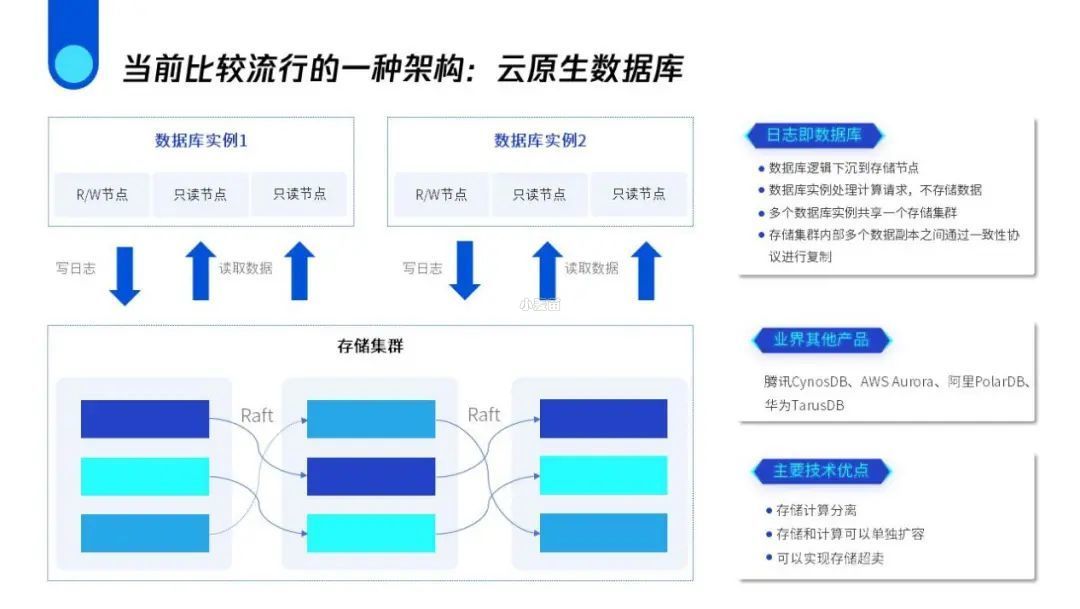 当前比较流行的一种架构：云原生数据库
数据库实例1
R/W节点
只读节点
只读节点
数据库实例2
R/W节点
只读节点
只读节点
写日志
读取数据
写日志
读取数据
小麦苗
存储集群
Raft
Raft
日志即数据库
数据库逻辑下沉到存储节点
数据库实例处理计算请求，不存储数据
多个数据库实例共享一个存储集群
存储集群内部多个数据副本之间通过一致性协
议进行复制
业界其他产品
腾讯CynosDB、AWS Aurora、阿里PolarDB、
华为TarusDB
主要技术优点
存储计算分离
存储和计算可以单独扩容
可以实现存储超卖